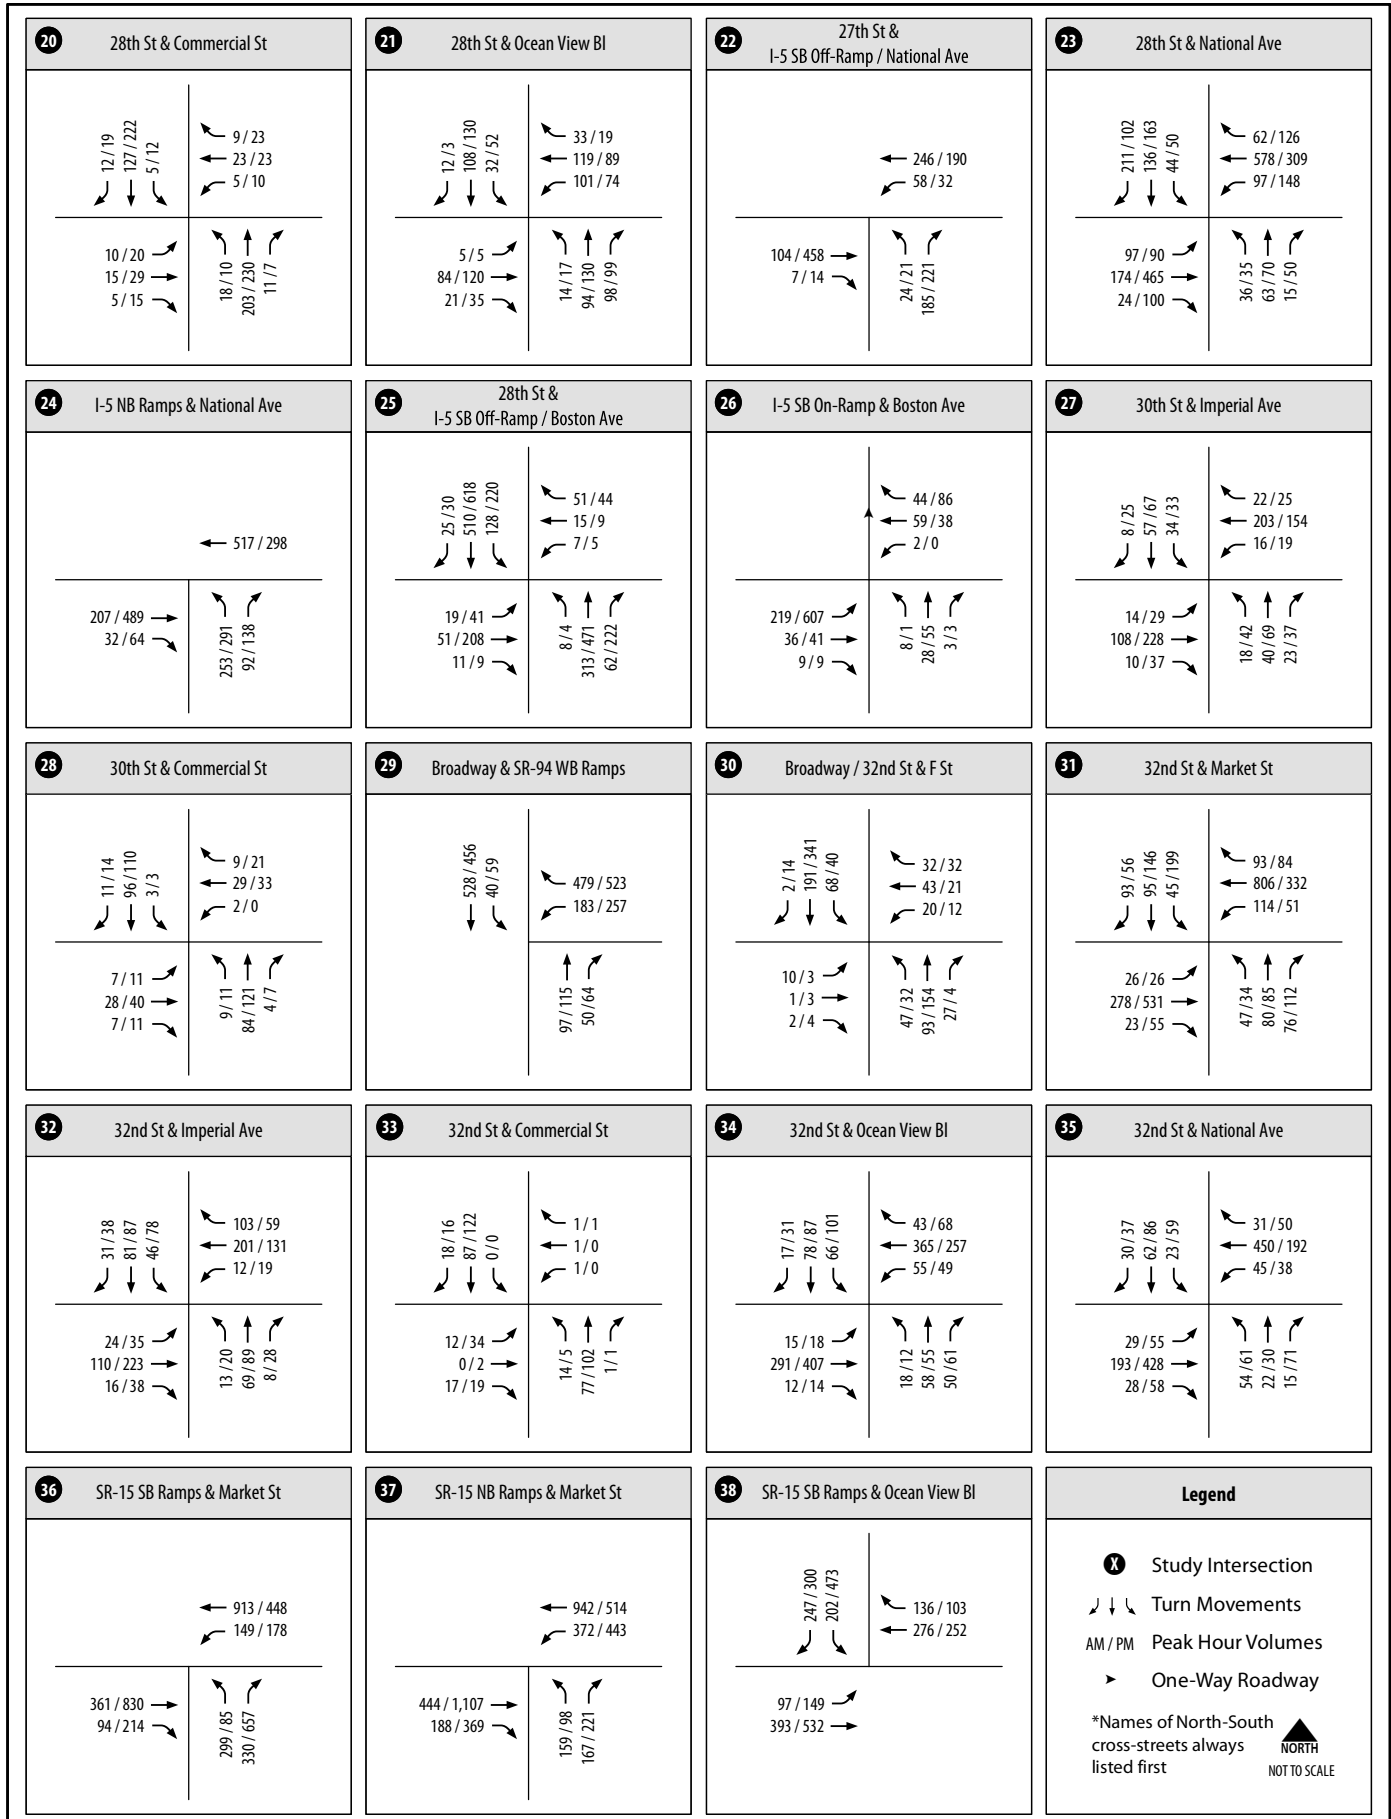 20
28th St & Commercial St
12 / 19
127 / 222
5 / 12
9 / 23
23 / 23
5 / 10
10 / 20
15 / 29
5 / 15
18 / 10
203 / 230
11 / 7
21
28th St & Ocean View Bl
12 / 3
108 / 130
32 / 52
33 / 19
119 / 89
101 / 74
5 / 5
84 / 120
21 / 35
14 / 17
94 / 130
98 / 99
22
27th St &
I-5 SB Off-Ramp / National Ave
246 / 190
58 / 32
104 / 458
7 / 14
24 / 21
185 / 221
23
28th St & National Ave
211 / 102
136 / 163
44 / 50
62 / 126
578 / 309
97 / 148
97 / 90
174 / 465
24 / 100
36 / 35
63 / 70
15 / 50
24
I-5 NB Ramps & National Ave
517 / 298
207 / 489
32 / 64
253 / 291
92 / 138
25
28th St &
I-5 SB Off-Ramp / Boston Ave
25 / 30
510 / 618
128 / 220
51 / 44
15 / 9
7 / 5
19 / 41
51 / 208
11 / 9
8 / 4
313 / 471
62 / 222
26
I-5 SB On-Ramp & Boston Ave
44 / 86
59 / 38
2 / 0
219 / 607
36 / 41
9 / 9
8 / 1
28 / 55
3 / 3
27
30th St & Imperial Ave
8 / 25
57 / 67
34 / 33
22 / 25
203 / 154
16 / 19
14 / 29
108 / 228
10 / 37
18 / 42
40 / 69
23 / 37
28
30th St & Commercial St
11 / 14
96 / 110
3 / 3
9 / 21
29 / 33
2 / 0
7 / 11
28 / 40
7 / 11
9 / 11
84 / 121
4 / 7
29
Broadway & SR-94 WB Ramps
528 / 456
40 / 59
479 / 523
183 / 257
97 / 115
50 / 64
30
Broadway / 32nd St & F St
2 / 14
191 / 341
68 / 40
32 / 32
43 / 21
20 / 12
10 / 3
1 / 3
2 / 4
47 / 32
93 / 154
27 / 4
31
32nd St & Market St
93 / 56
95 / 146
45 / 199
93 / 84
806 / 332
114 / 51
26 / 26
278 / 531
23 / 55
47 / 34
80 / 85
76 / 112
32
32nd St & Imperial Ave
31 / 38
81 / 87
46 / 78
103 / 59
201 / 131
12 / 19
24 / 35
110 / 223
16 / 38
13 / 20
69 / 89
8 / 28
33
32nd St & Commercial St
18 / 16
87 / 122
0 / 0
1 / 1
1 / 0
1 / 0
12 / 34
0 / 2
17 / 19
14 / 5
77 / 102
1 / 1
34
32nd St & Ocean View Bl
17 / 31
78 / 87
66 / 101
43 / 68
365 / 257
55 / 49
15 / 18
291 / 407
12 / 14
18 / 12
58 / 55
50 / 61
35
32nd St & National Ave
30 / 37
62 / 86
23 / 59
31 / 50
450 / 192
45 / 38
29 / 55
193 / 428
28 / 58
54 / 61
22 / 30
15 / 71
36
SR-15 SB Ramps & Market St
913 / 448
149 / 178
361 / 830
94 / 214
299 / 85
330 / 657
37
SR-15 NB Ramps & Market St
942 / 514
372 / 443
444 / 1,107
188 / 369
159 / 98
167 / 221
38
SR-15 SB Ramps & Ocean View Bl
247 / 300
202 / 473
136 / 103
276 / 252
97 / 149
393 / 532
Legend
X Study Intersection
Turn Movements
AM / PM Peak Hour Volumes
One-Way Roadway
*Names of North-South
cross-streets always
listed first
NORTH
NOT TO SCALE